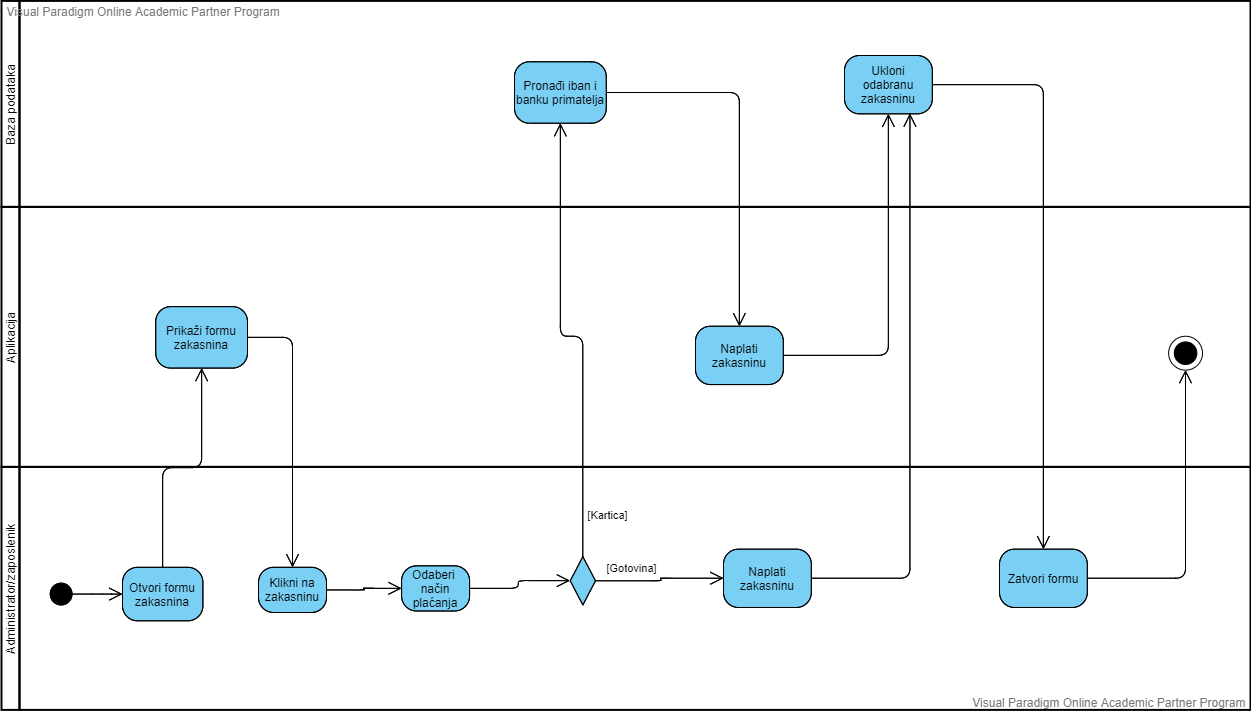 Visual Paradigm Online Academic Partner Program
Baza podataka
Pronađi iban i
banku primatelja
Ukloni
odabranu
zakasninu
Aplikacija
Prikaži formu
zakasnina
Naplati
zakasninu
Administrator/zaposlenik
Otvori formu
zakasnina
Klikni na
zakasninu
Odaberi
način
plaćanja
[Kartica]
[Gotovina]
Naplati
zakasninu
Zatvori formu
Visual Paradigm Online Academic Partner Program